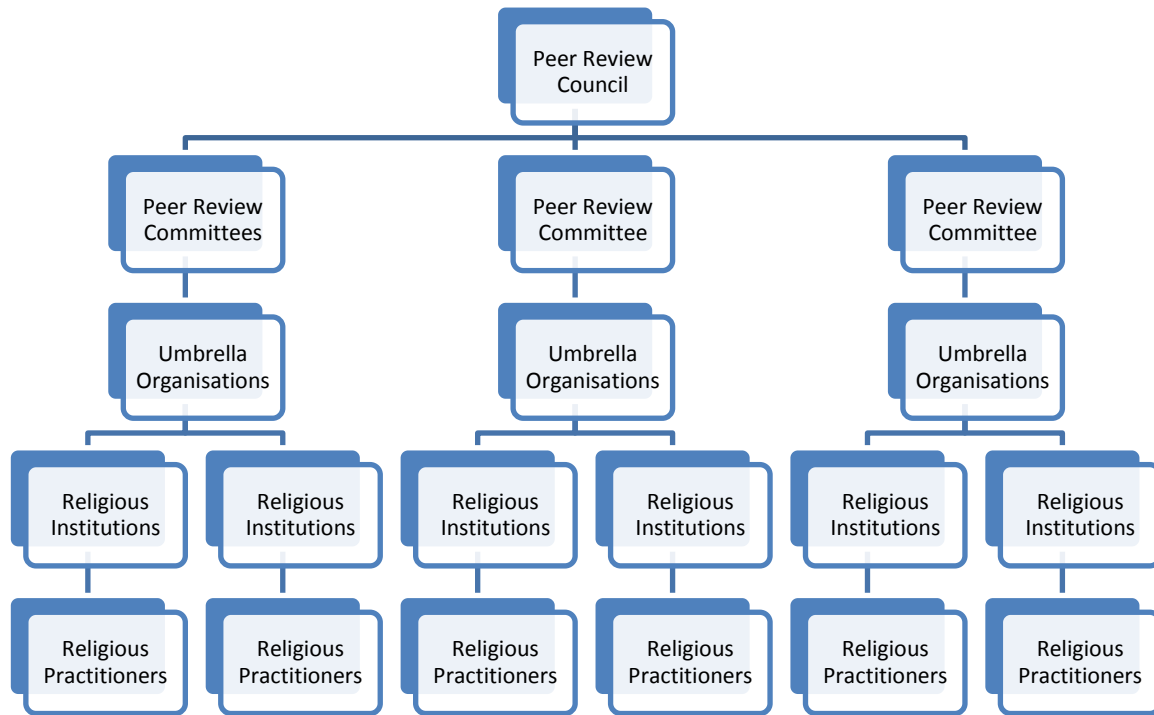 Peer Review
Council
Peer Review
Committees
Peer Review
Committee
Peer Review
Committee
Umbrella
Organisations
Umbrella
Organisations
Umbrella
Organisations
Religious
Institutions
Religious
Institutions
Religious
Institutions
Religious
Institutions
Religious
Institutions
Religious
Institutions
Religious
Practitioners
Religious
Practitioners
Religious
Practitioners
Religious
Practitioners
Religious
Practitioners
Religious
Practitioners